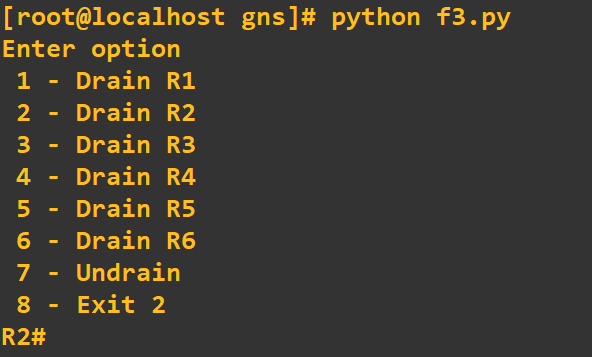 [root@localhost gns]# python f3.py
Enter option
 1 - Drain R1
 2 - Drain R2
 3 - Drain R3
 4 - Drain R4
 5 - Drain R5
 6 - Drain R6
 7 - Undrain
 8 - Exit 2
R2#